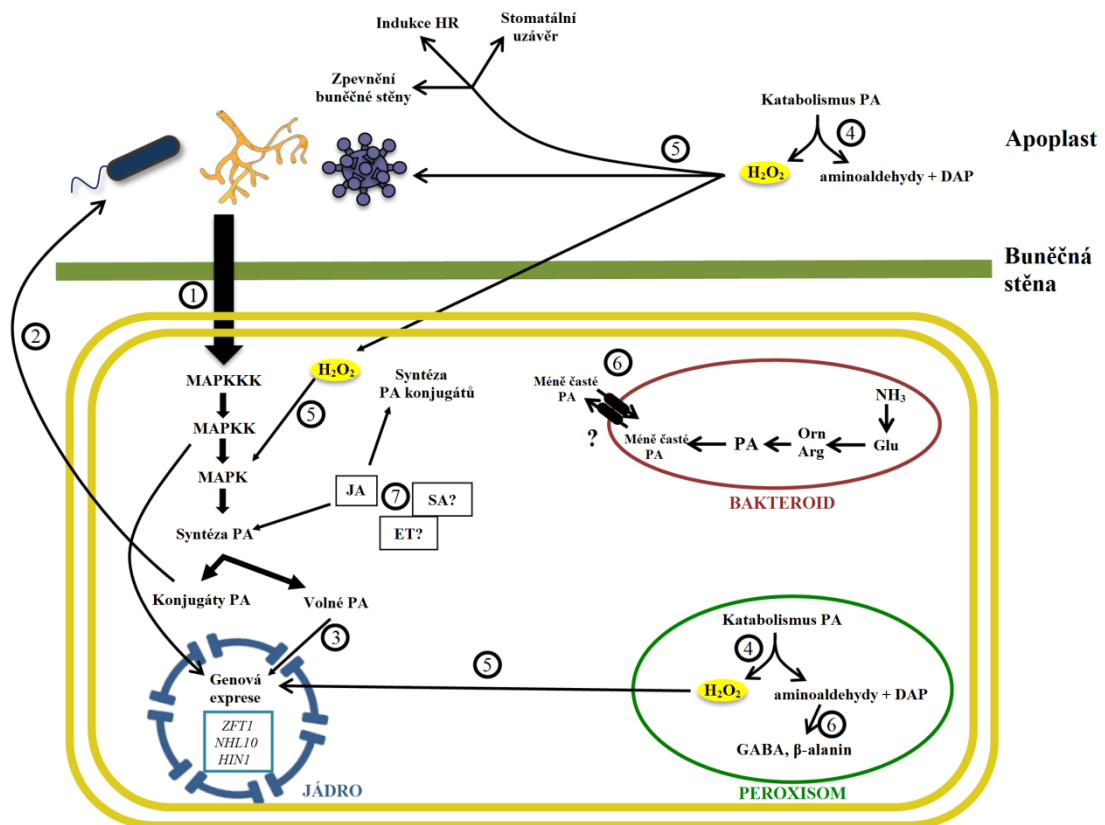 Indukce HR
Stomatální
uzávěr
Zpevnění
buněčné stěny
Katabolismus PA
4
5
H₂O₂
aminoaldehydy + DAP
Apoplast
Buněčná
stěna
1
2
MAPKKK
MAPKK
MAPK
H₂O₂
5
Syntéza
PA konjugátů
JA
7
SA?
ET?
Syntéza PA
Konjugáty PA
Volné PA
3
Genová
exprese
ZFT1
NHL10
HIN1
JÁDRO
6
Méně časté
PA
?
Méně časté
PA
PA
Orn
Arg
NH₃
Glu
BAKTEROID
5
Katabolismus PA
4
H₂O₂
aminoaldehydy + DAP
6
GABA, β-alanin
PEROXISOM